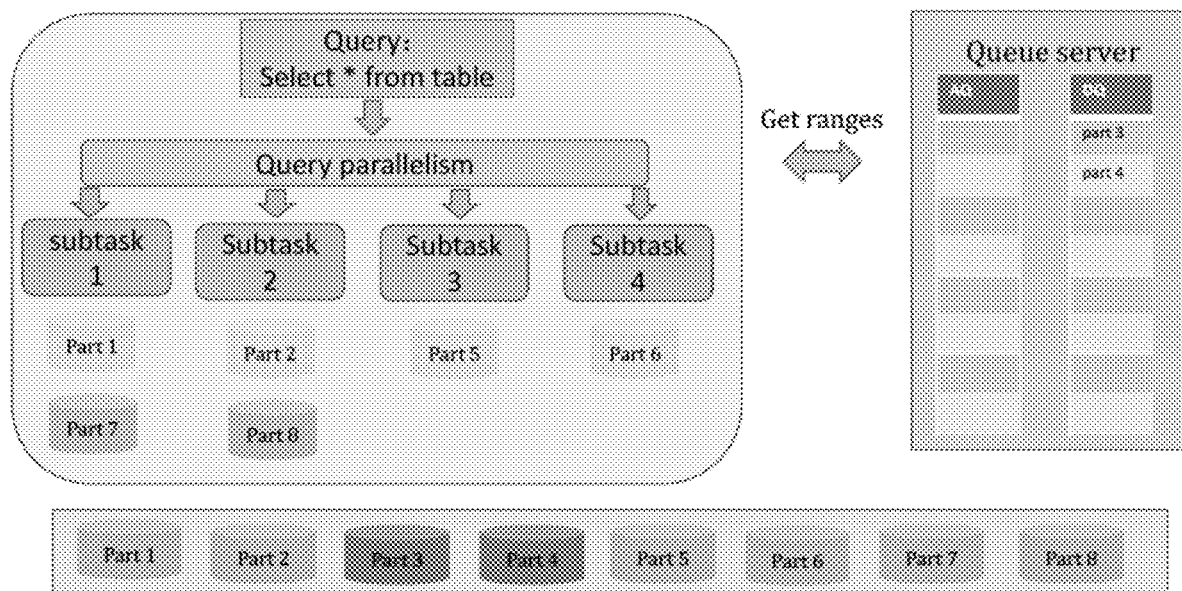 Query:
Select * from table
Query parallelism
subtask
1
Subtask
2
Subtask
3
Subtask
4
Part 1
Part 2
Part 5
Part 6
Part 7
Part 8
Get ranges
Queue server
AQ
part 3
part 4
Part 1
Part 2
Part 3
Part 4
Part 5
Part 6
Part 7
Part 8